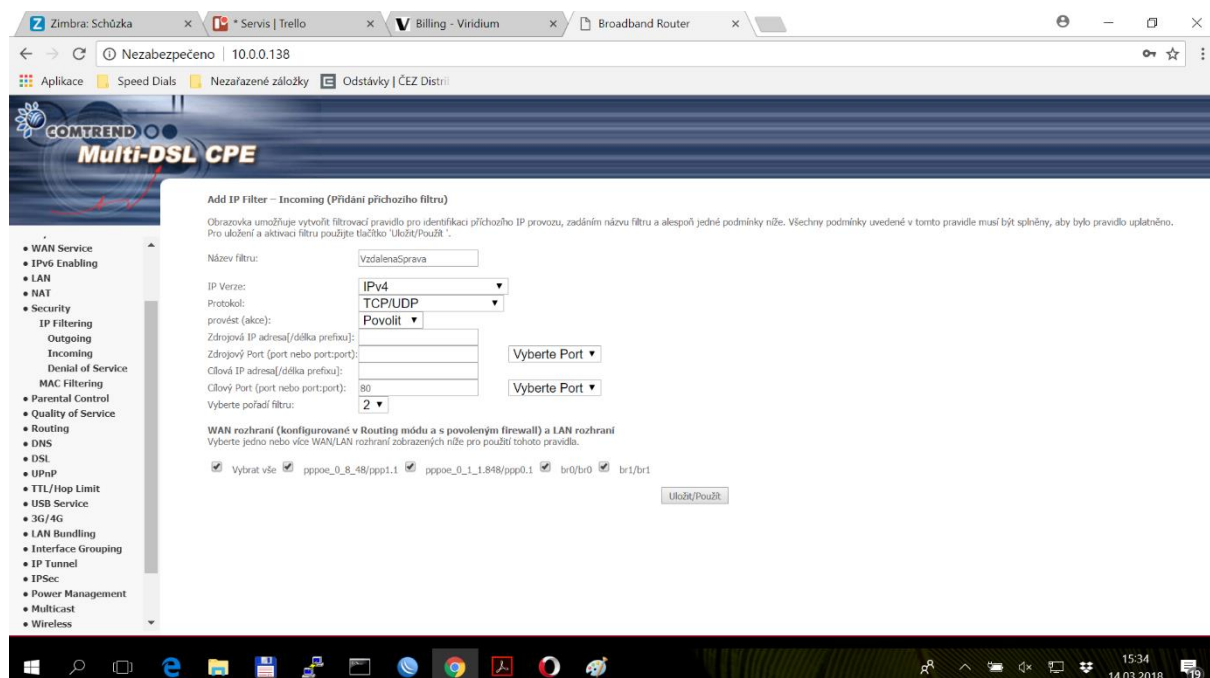 Zimbra: Schůzka
* Servis | Trello
Billing - Viridium
Broadband Router
Nezabezpečeno | 10.0.0.138
Aplikace Speed Dials Nezařazené záložky Odstávky | ČEZ Distri
COMTREND
Multi-DSL CPE
Add IP Filter – Incoming (Přidání příchozího filtru)
Obrazovka umožňuje vytvořit filtrovací pravidlo pro identifikaci příchozího IP provozu, zadáním názvu filtru a alespoň jedné podmínky níže. Všechny podmínky uvedené v tomto pravidle musí být splněny, aby bylo pravidlo uplatněno.
Pro uložení a aktivaci filtru použijte tlačítko 'Uložit/Použít '.
Název filtru: VzdalenaSprava
IP Verze: IPv4
Protokol: TCP/UDP
provést (akce): Povolit
Zdrojová IP adresa[/délka prefixu]:
Zdrojový Port (port nebo port:port): Vyberte Port
Cílová IP adresa[/délka prefixu]:
Cílový Port (port nebo port:port): 80 Vyberte Port
Vyberte pořadí filtru: 2
WAN rozhraní (konfigurované v Routing módu a s povoleným firewall) a LAN rozhraní
Vyberte jedno nebo více WAN/LAN rozhraní zobrazených níže pro použití tohoto pravidla.
Vybrat vše pppoe_0_8_48/ppp1.1 pppoe_0_1_1.848/ppp0.1 br0/br0 br1/br1
Uložit/Použít
WAN Service
IPv6 Enabling
LAN
NAT
Security
IP Filtering
Outgoing
Incoming
Denial of Service
MAC Filtering
Parental Control
Quality of Service
Routing
DNS
DSL
UPnP
TTL/Hop Limit
USB Service
3G/4G
LAN Bundling
Interface Grouping
IP Tunnel
IPSec
Power Management
Multicast
Wireless
15:34
14.03.2018
19